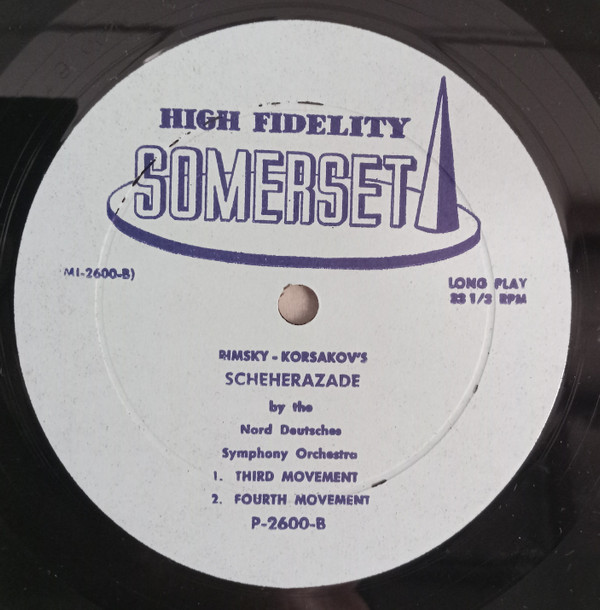 HIGH FIDELITY
SOMERSET
MI-2600-B)
LONG PLAY
33 1/3 RPM
RIMSKY - KORSAKOV'S
SCHEHERAZADE
by the
Nord Deutsches
Symphony Orchestra
1. THIRD MOVEMENT
2. FOURTH MOVEMENT
P-2600-B